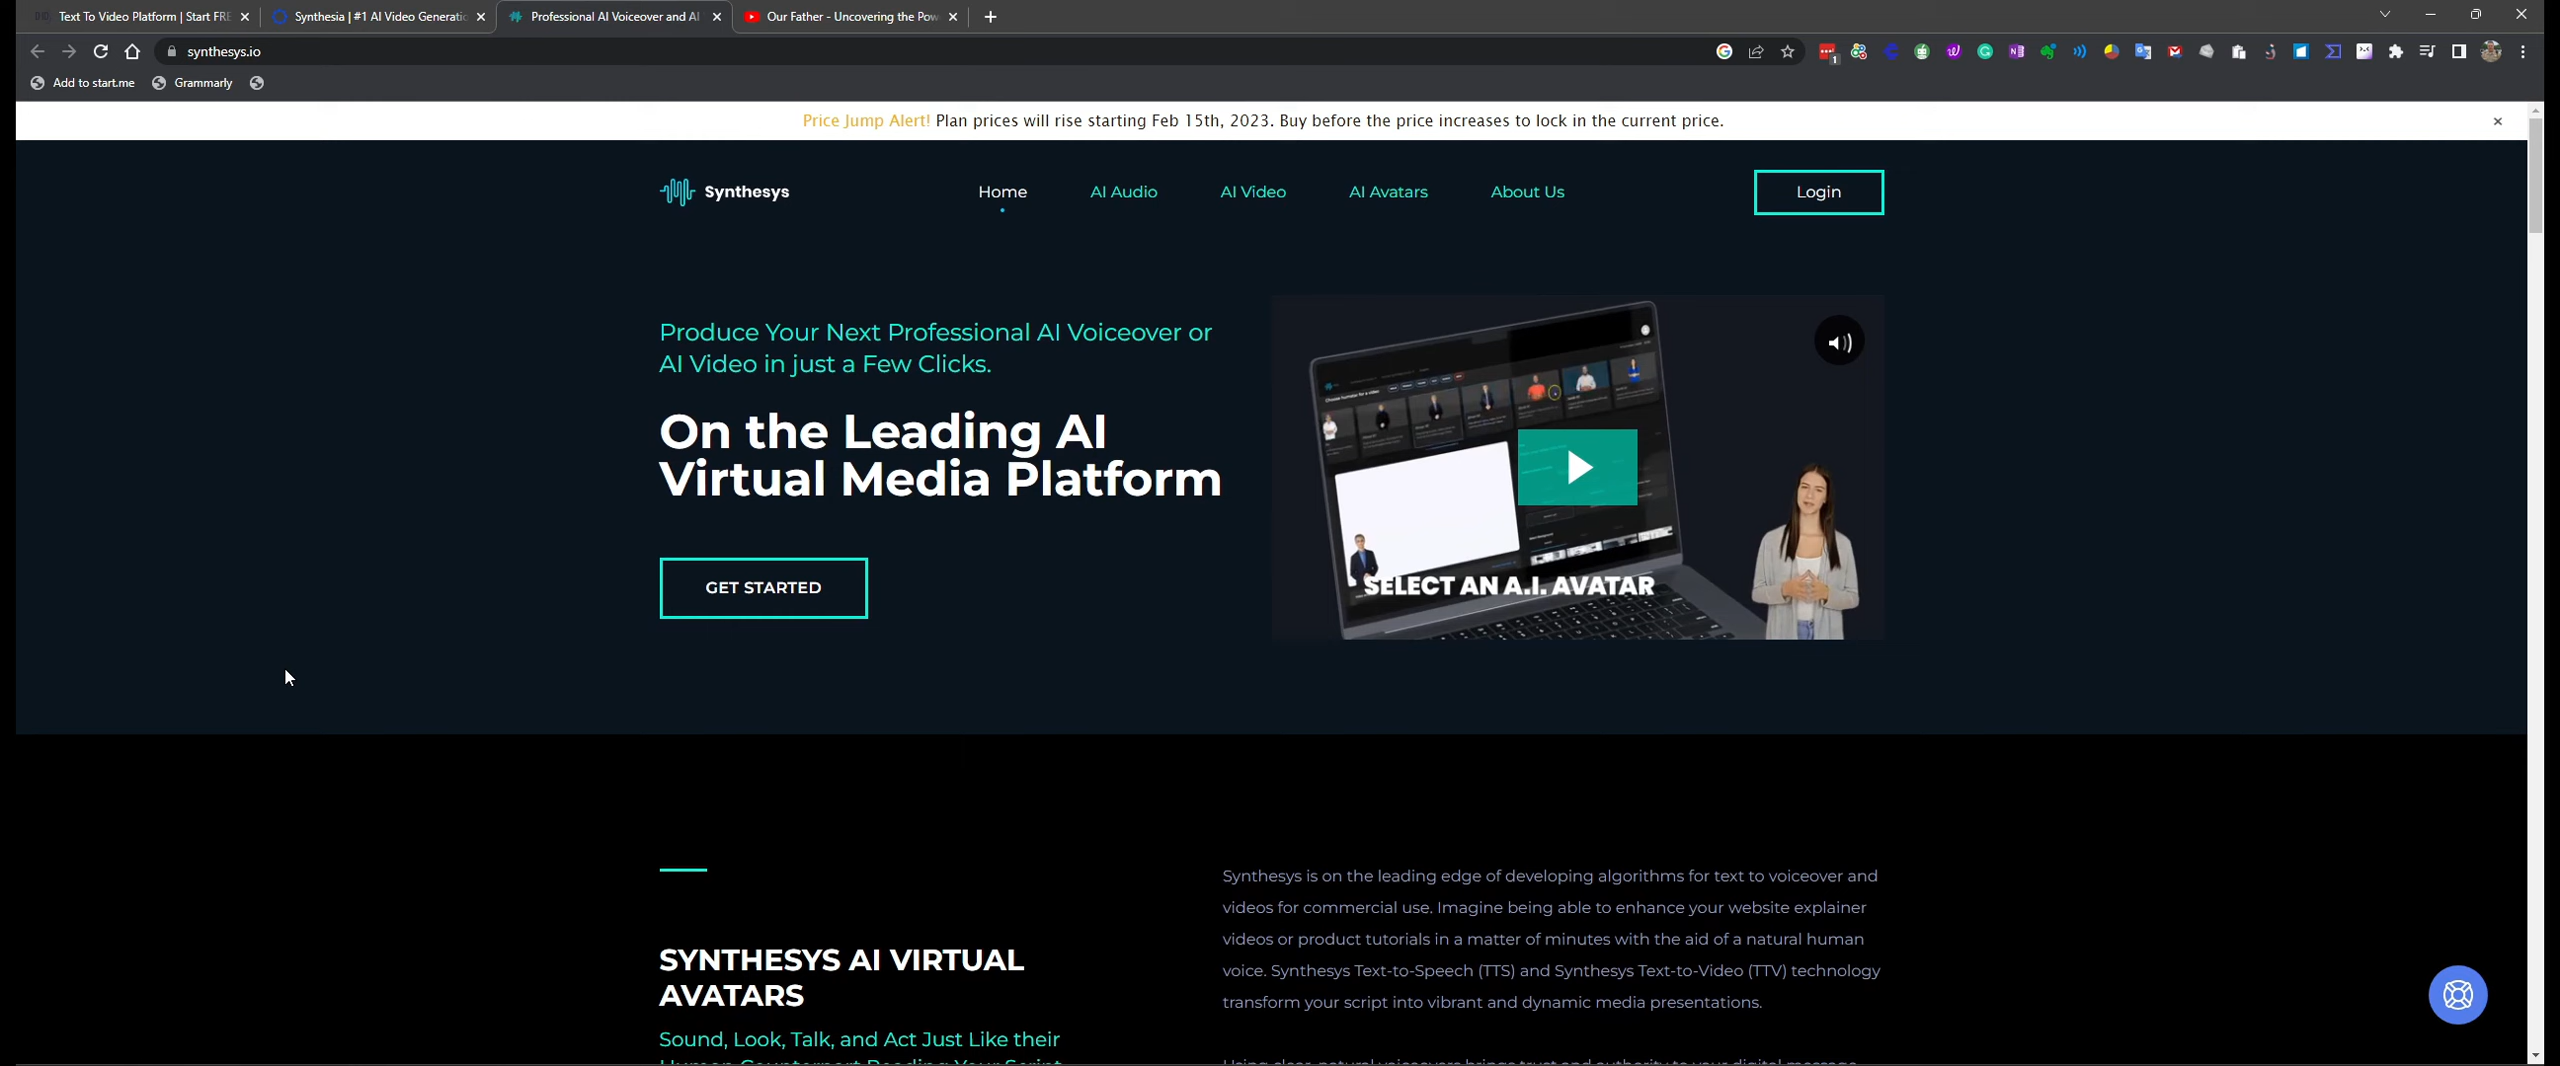 Text To Video Platform | Start FRE
Synthesia | #1 AI Video Generatio
Professional AI Voiceover and AI
Our Father - Uncovering the Pow
synthesys.io
1
Add to start.me
Grammarly
Price Jump Alert! Plan prices will rise starting Feb 15th, 2023. Buy before the price increases to lock in the current price.
Synthesys
Home
AI Audio
AI Video
AI Avatars
About Us
Login
Produce Your Next Professional AI Voiceover or
AI Video in just a Few Clicks.
On the Leading AI
Virtual Media Platform
GET STARTED
SELECT AN A.I. AVATAR
SYNTHESYS AI VIRTUAL
AVATARS
Sound, Look, Talk, and Act Just Like their
Human Counterpart Reading Your Script
Synthesys is on the leading edge of developing algorithms for text to voiceover and
videos for commercial use. Imagine being able to enhance your website explainer
videos or product tutorials in a matter of minutes with the aid of a natural human
voice. Synthesys Text-to-Speech (TTS) and Synthesys Text-to-Video (TTV) technology
transform your script into vibrant and dynamic media presentations.
Using clear, natural voiceovers brings trust and authority to your digital message